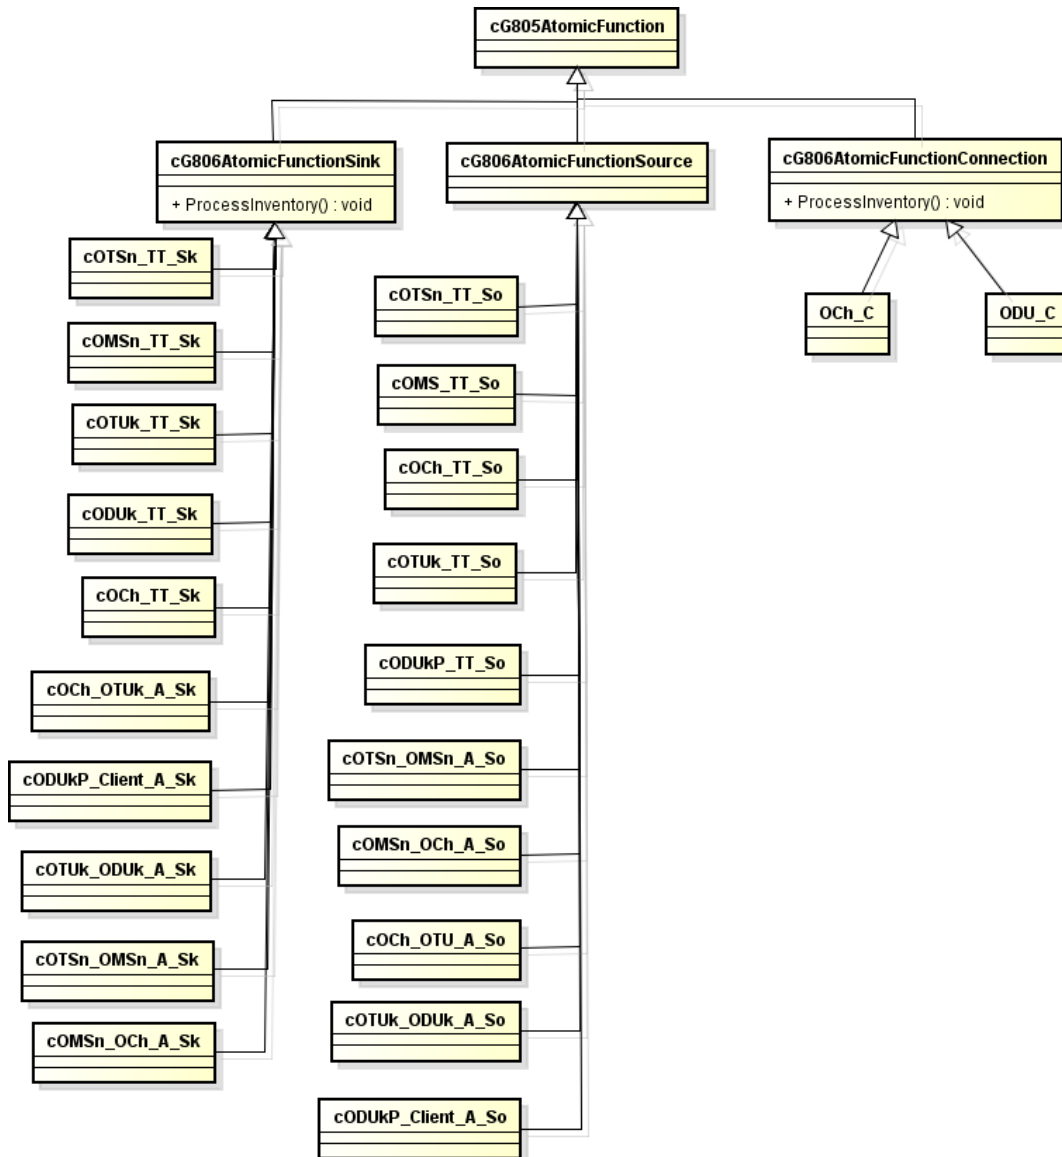 cG805AtomicFunction
cG806AtomicFunctionSink
+ ProcessInventory() : void
cG806AtomicFunctionSource
cG806AtomicFunctionConnection
+ ProcessInventory() : void
cOTSn_TT_Sk
cOMSn_TT_Sk
cOTUk_TT_Sk
cODUk_TT_Sk
cOCh_TT_Sk
cOCh_OTUk_A_Sk
cODUkP_Client_A_Sk
cOTUk_ODUk_A_Sk
cOTSn_OMSn_A_Sk
cOMSn_OCh_A_Sk
cOTSn_TT_So
cOMS_TT_So
cOCh_TT_So
cOTUk_TT_So
cODUkP_TT_So
cOTSn_OMSn_A_So
cOMSn_OCh_A_So
cOCh_OTU_A_So
cOTUk_ODUk_A_So
cODUkP_Client_A_So
OCh_C
ODU_C